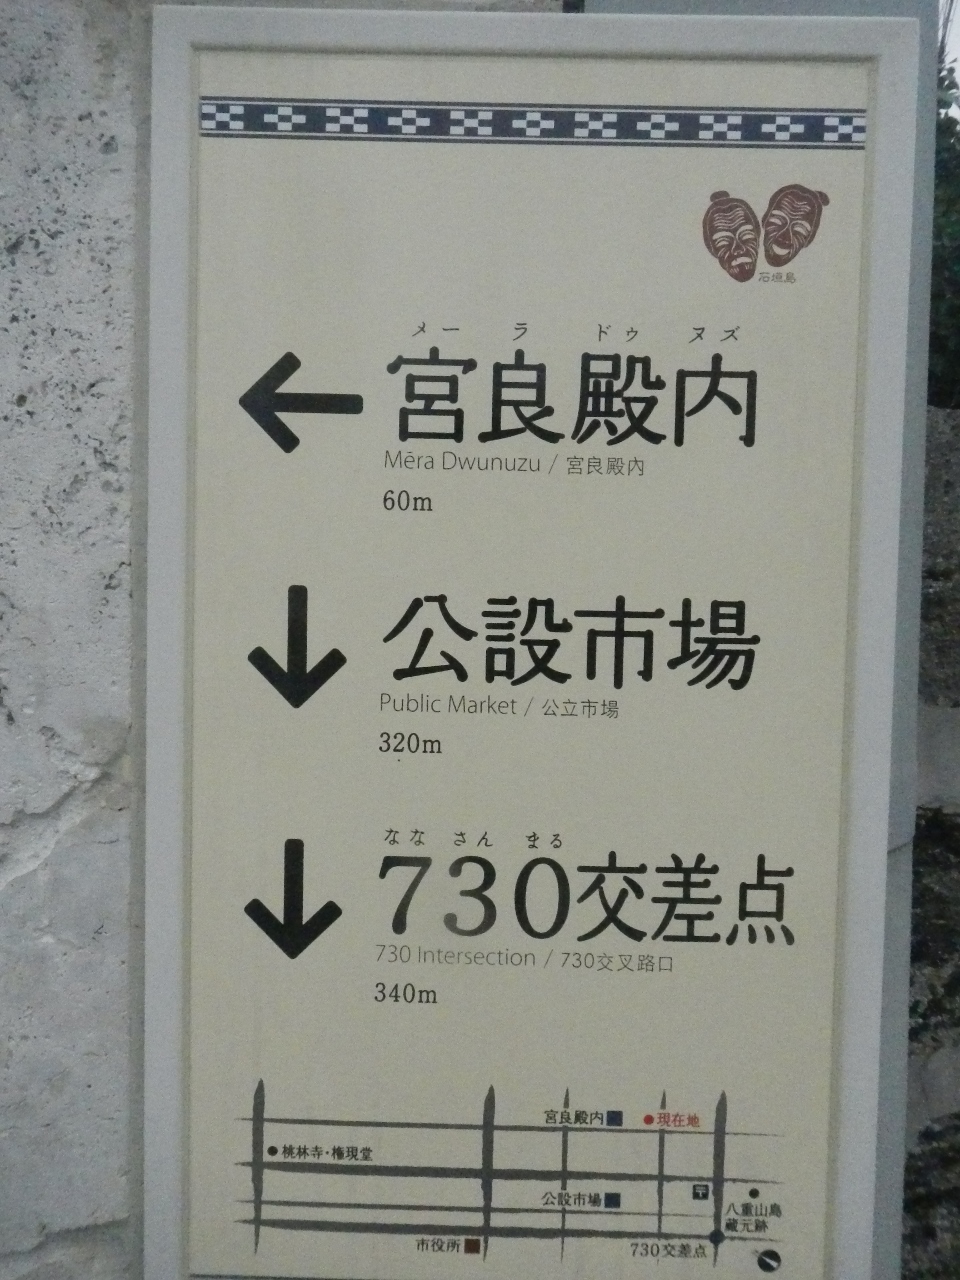 石垣島
メーラ ドゥ ヌズ
宮良殿内
Mēra Dwunuzu / 宮良殿內
60m
公設市場
Public Market / 公立市場
320m
なな さん まる
730交差点
730 Intersection / 730交叉路口
340m
宮良殿内
現在地
桃林寺・権現堂
〒
公設市場
八重山島
蔵元跡
市役所
730交差点